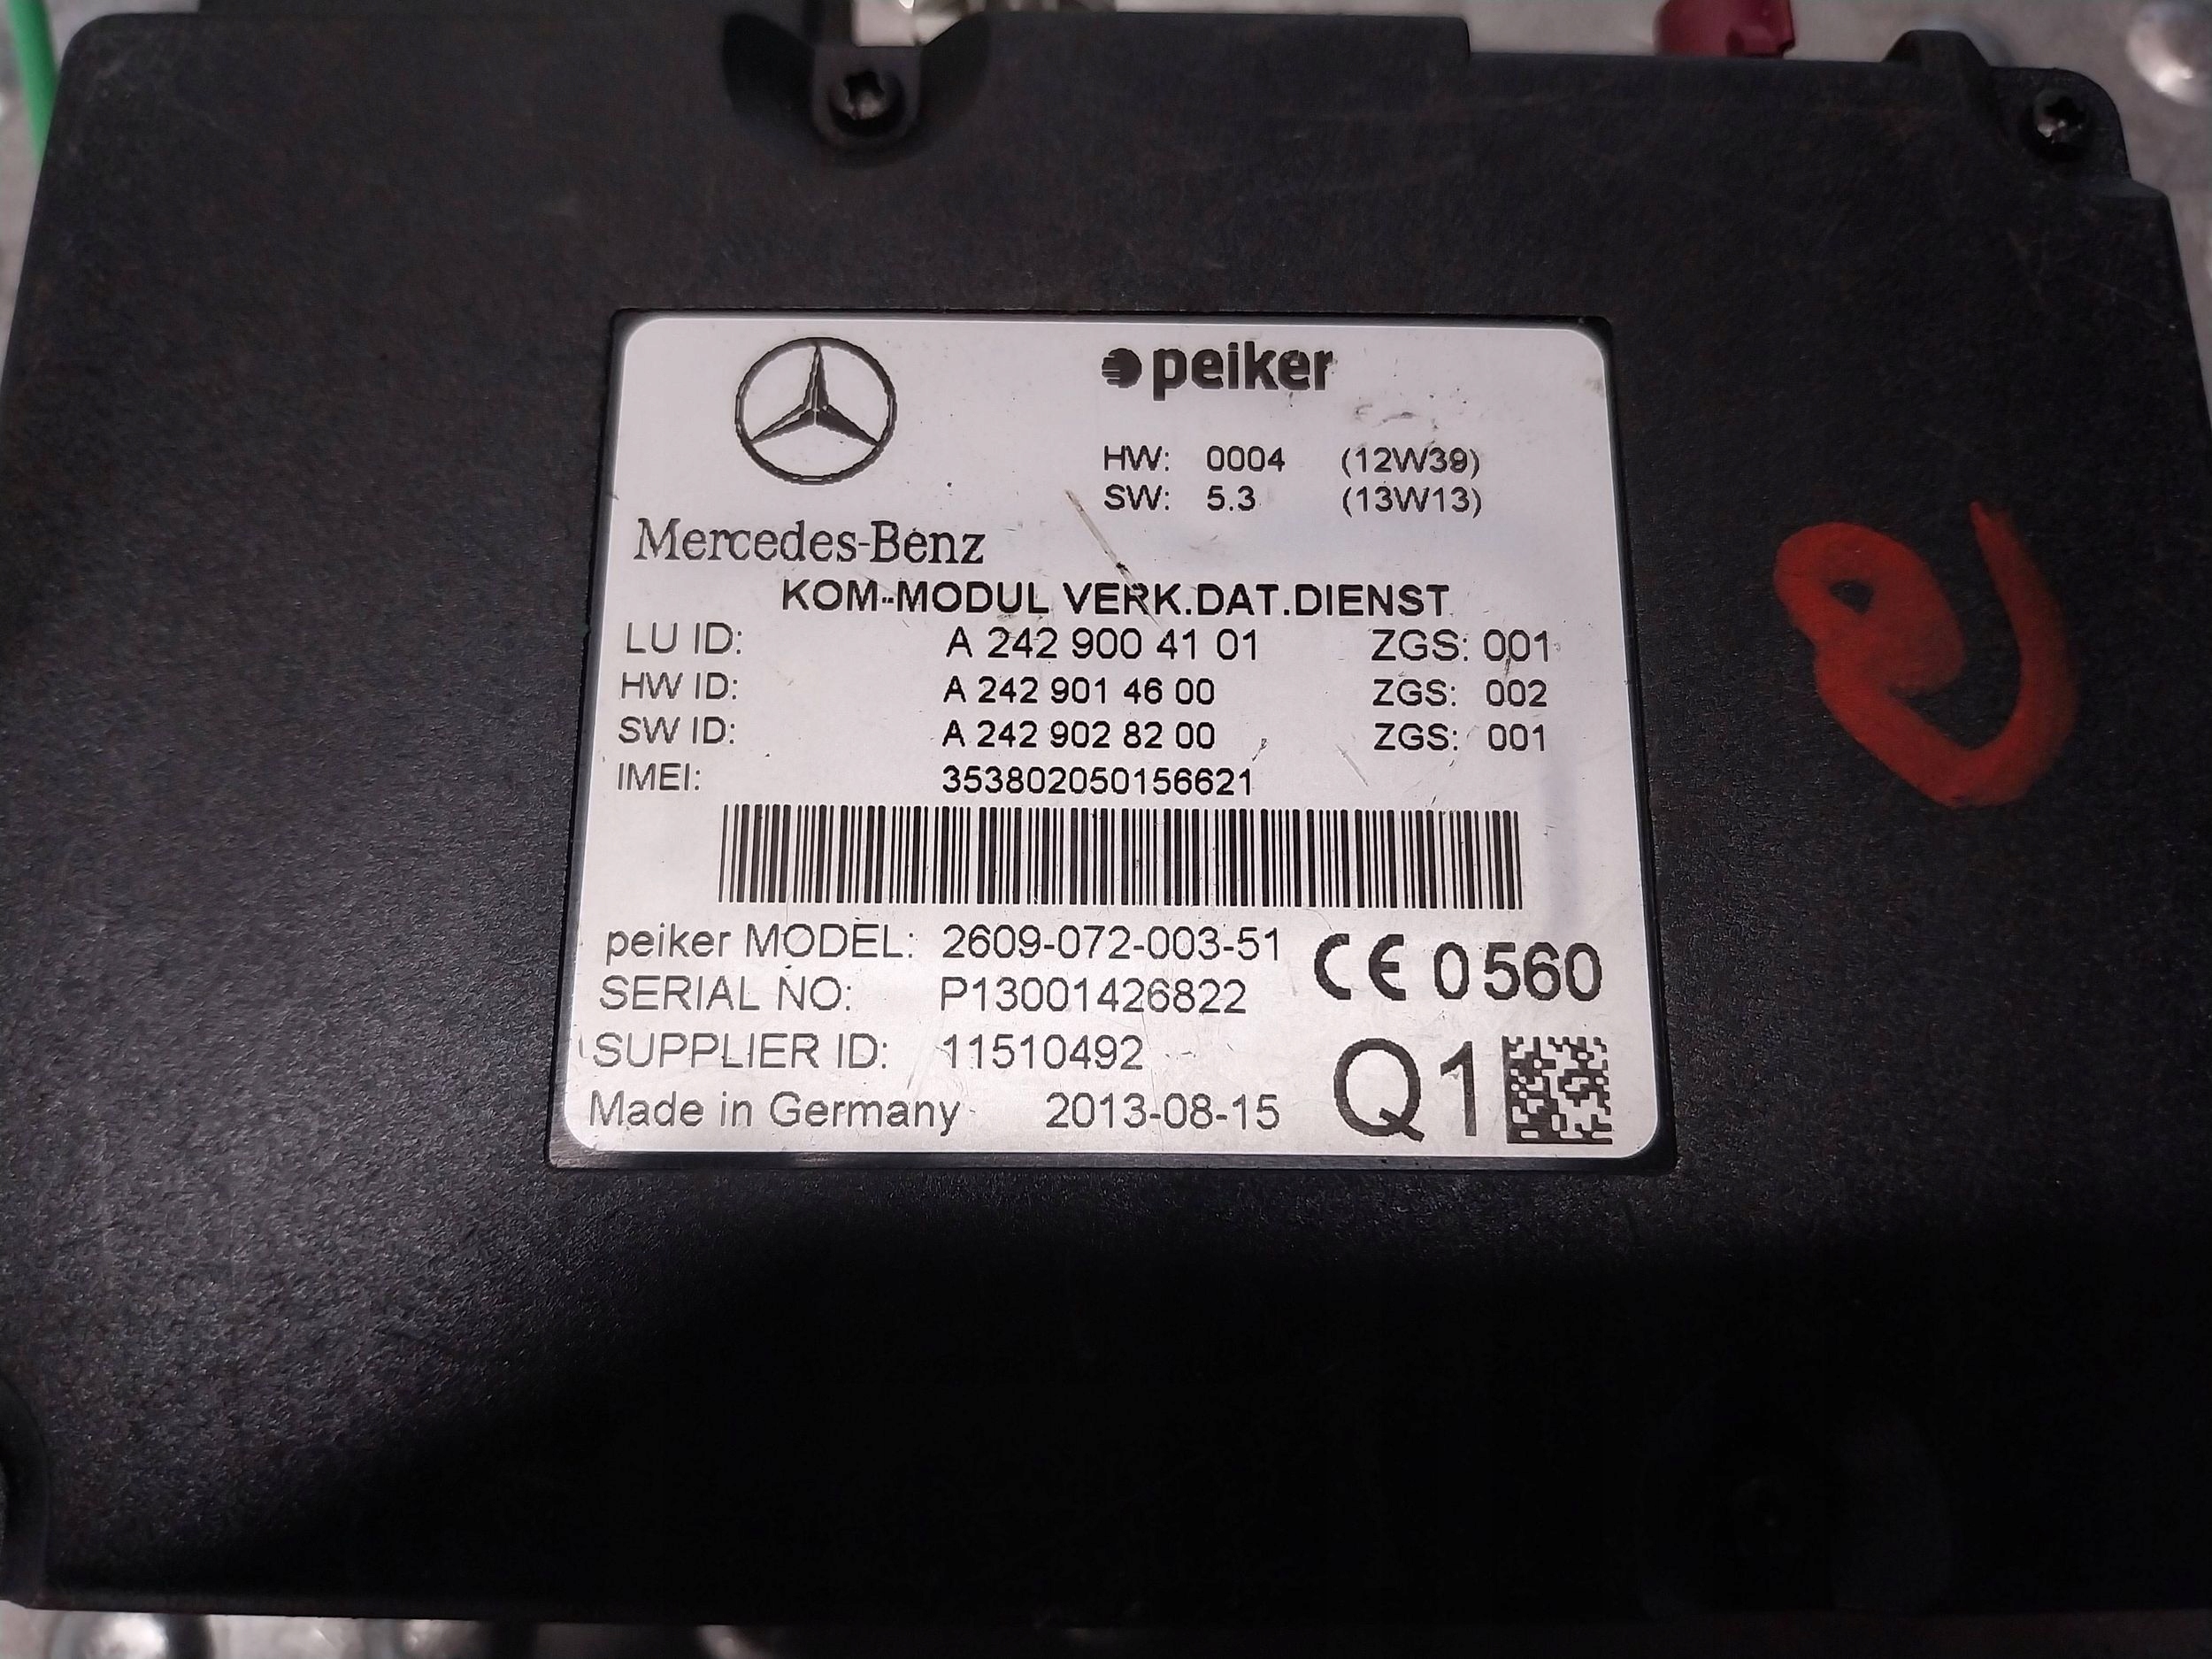 peiker
HW: 0004 (12W39)
SW: 5.3 (13W13)
Mercedes-Benz
KOM-MODUL VERK.DAT.DIENST
LU ID: A 242 900 41 01 ZGS: 001
HW ID: A 242 901 46 00 ZGS: 002
SW ID: A 242 902 82 00 ZGS: 001
IMEI: 353802050156621
peiker MODEL: 2609-072-003-51 CE 0560
SERIAL NO: P13001426822
SUPPLIER ID: 11510492
Made in Germany 2013-08-15 Q1